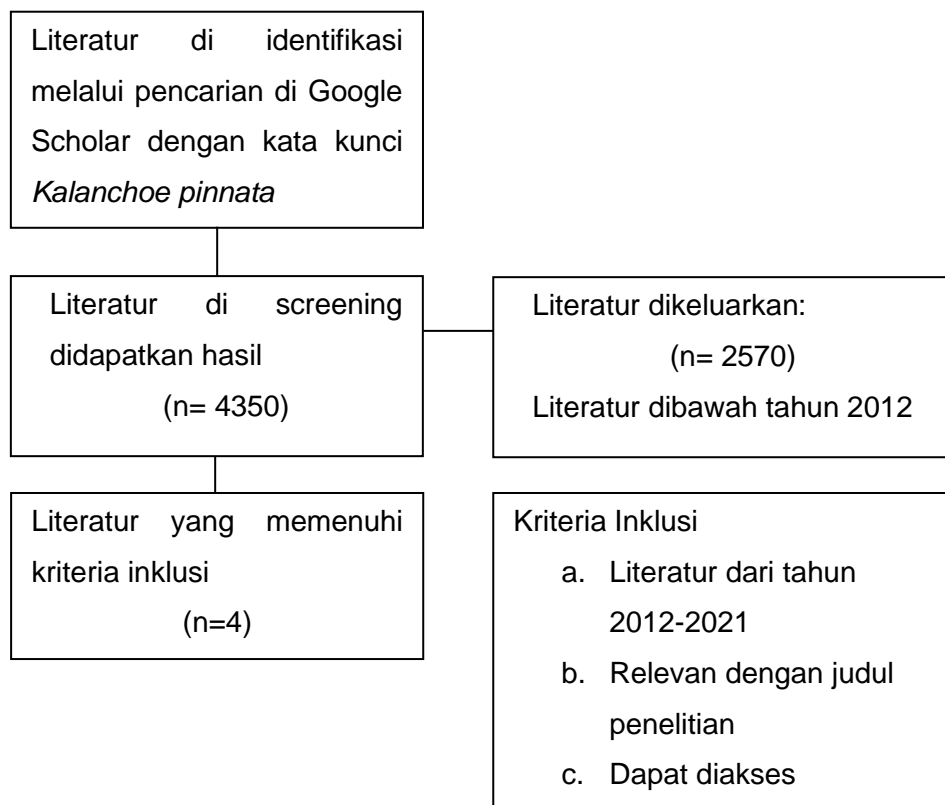 Literatur di identifikasi
melalui pencarian di Google
Scholar dengan kata kunci
Kalanchoe pinnata
Literatur di screening
didapatkan hasil
(n= 4350)
Literatur dikeluarkan:
(n= 2570)
Literatur dibawah tahun 2012
Literatur yang memenuhi
kriteria inklusi
(n=4)
Kriteria Inklusi
a. Literatur dari tahun
2012-2021
b. Relevan dengan judul
penelitian
c. Dapat diakses